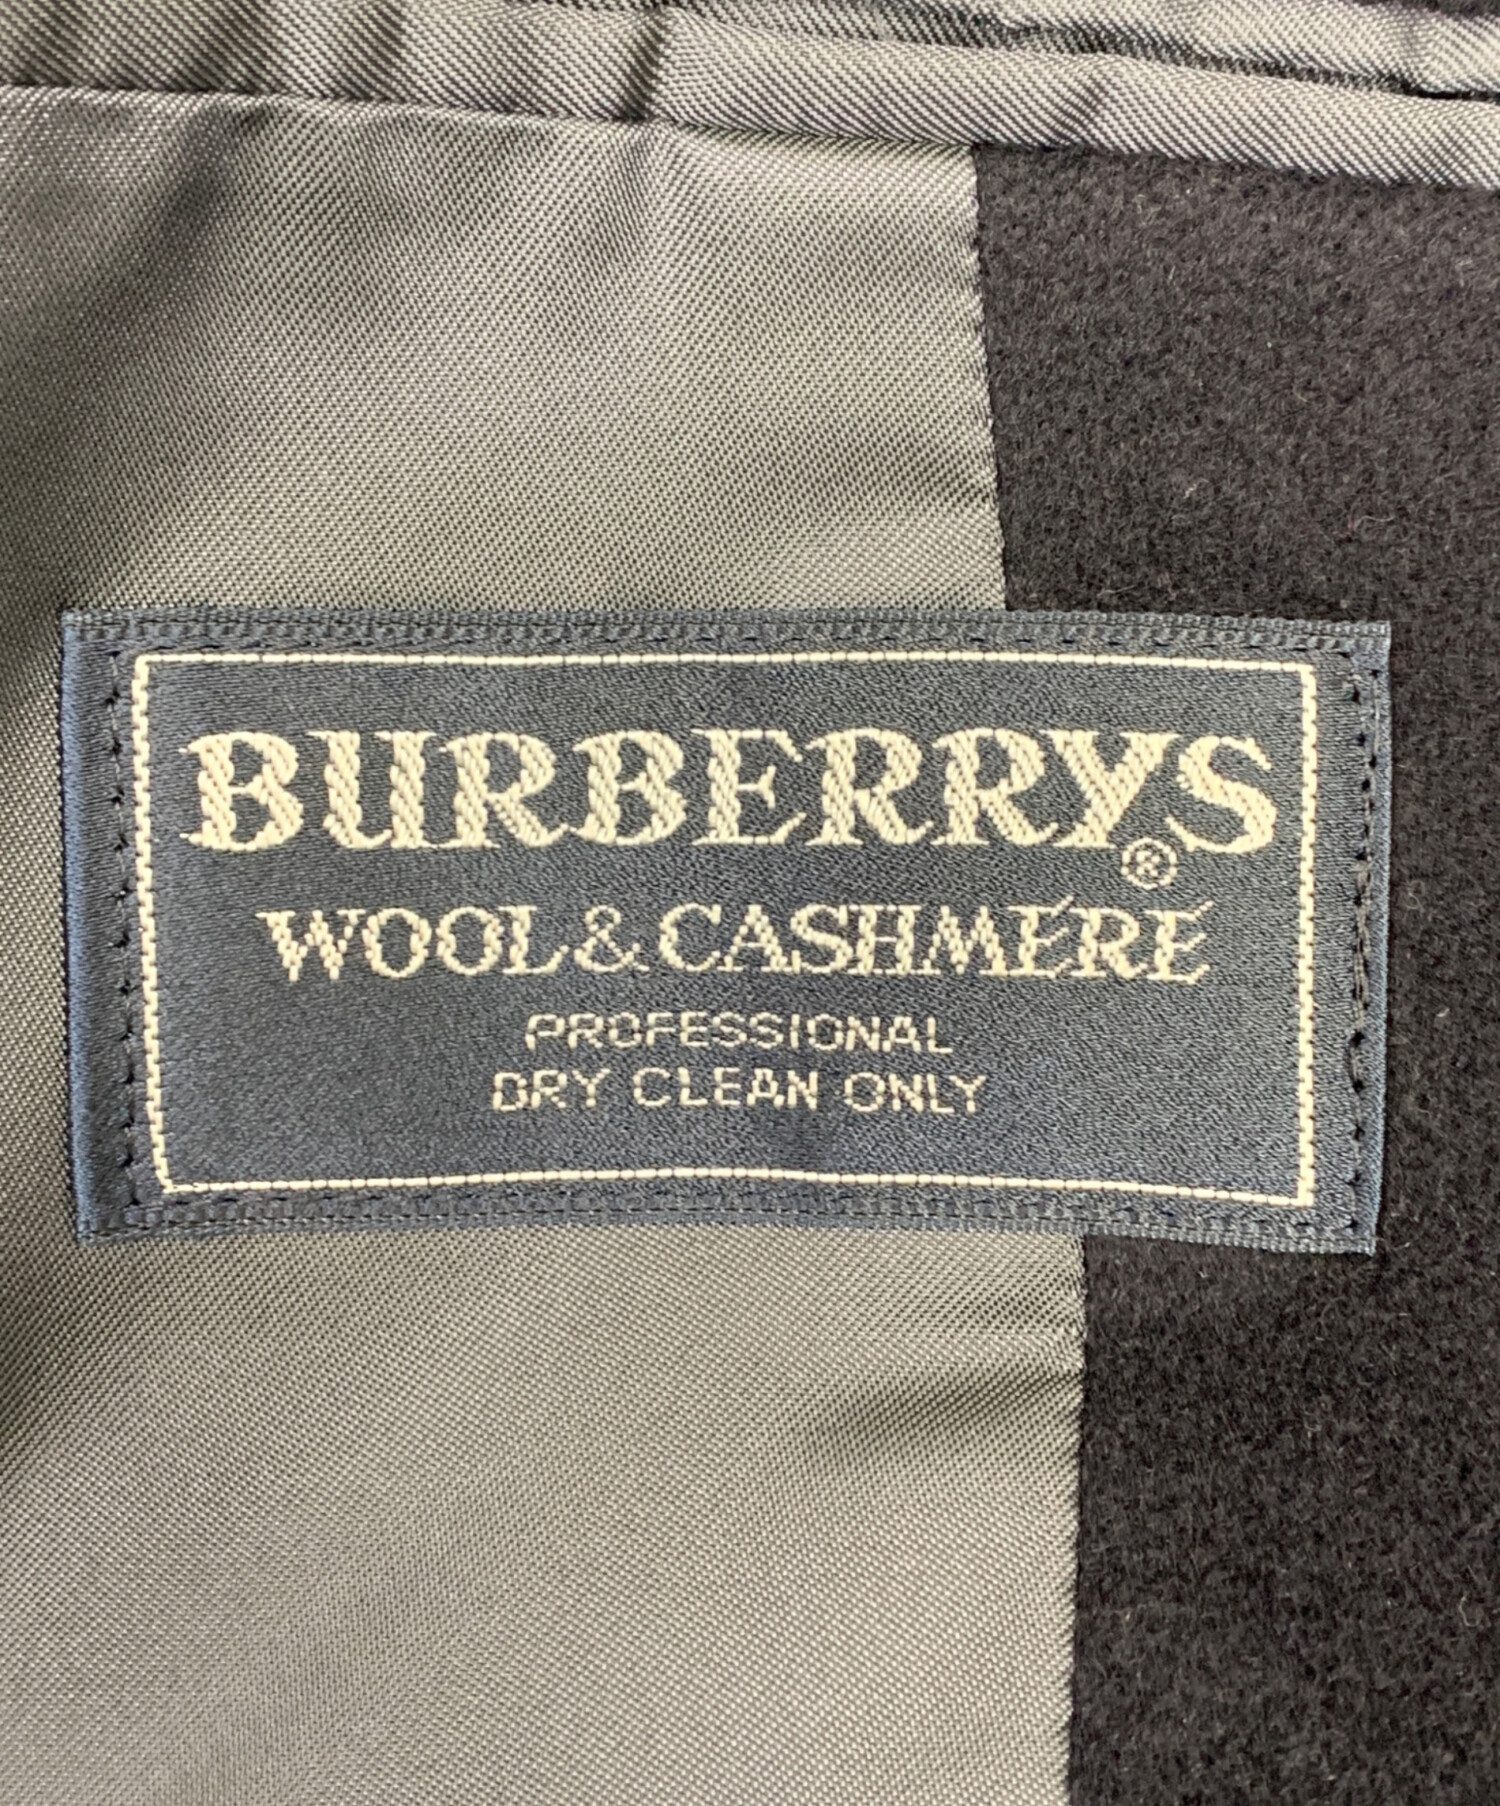 BURBERRYS®
WOOL & CASHMERE
PROFESSIONAL
DRY CLEAN ONLY